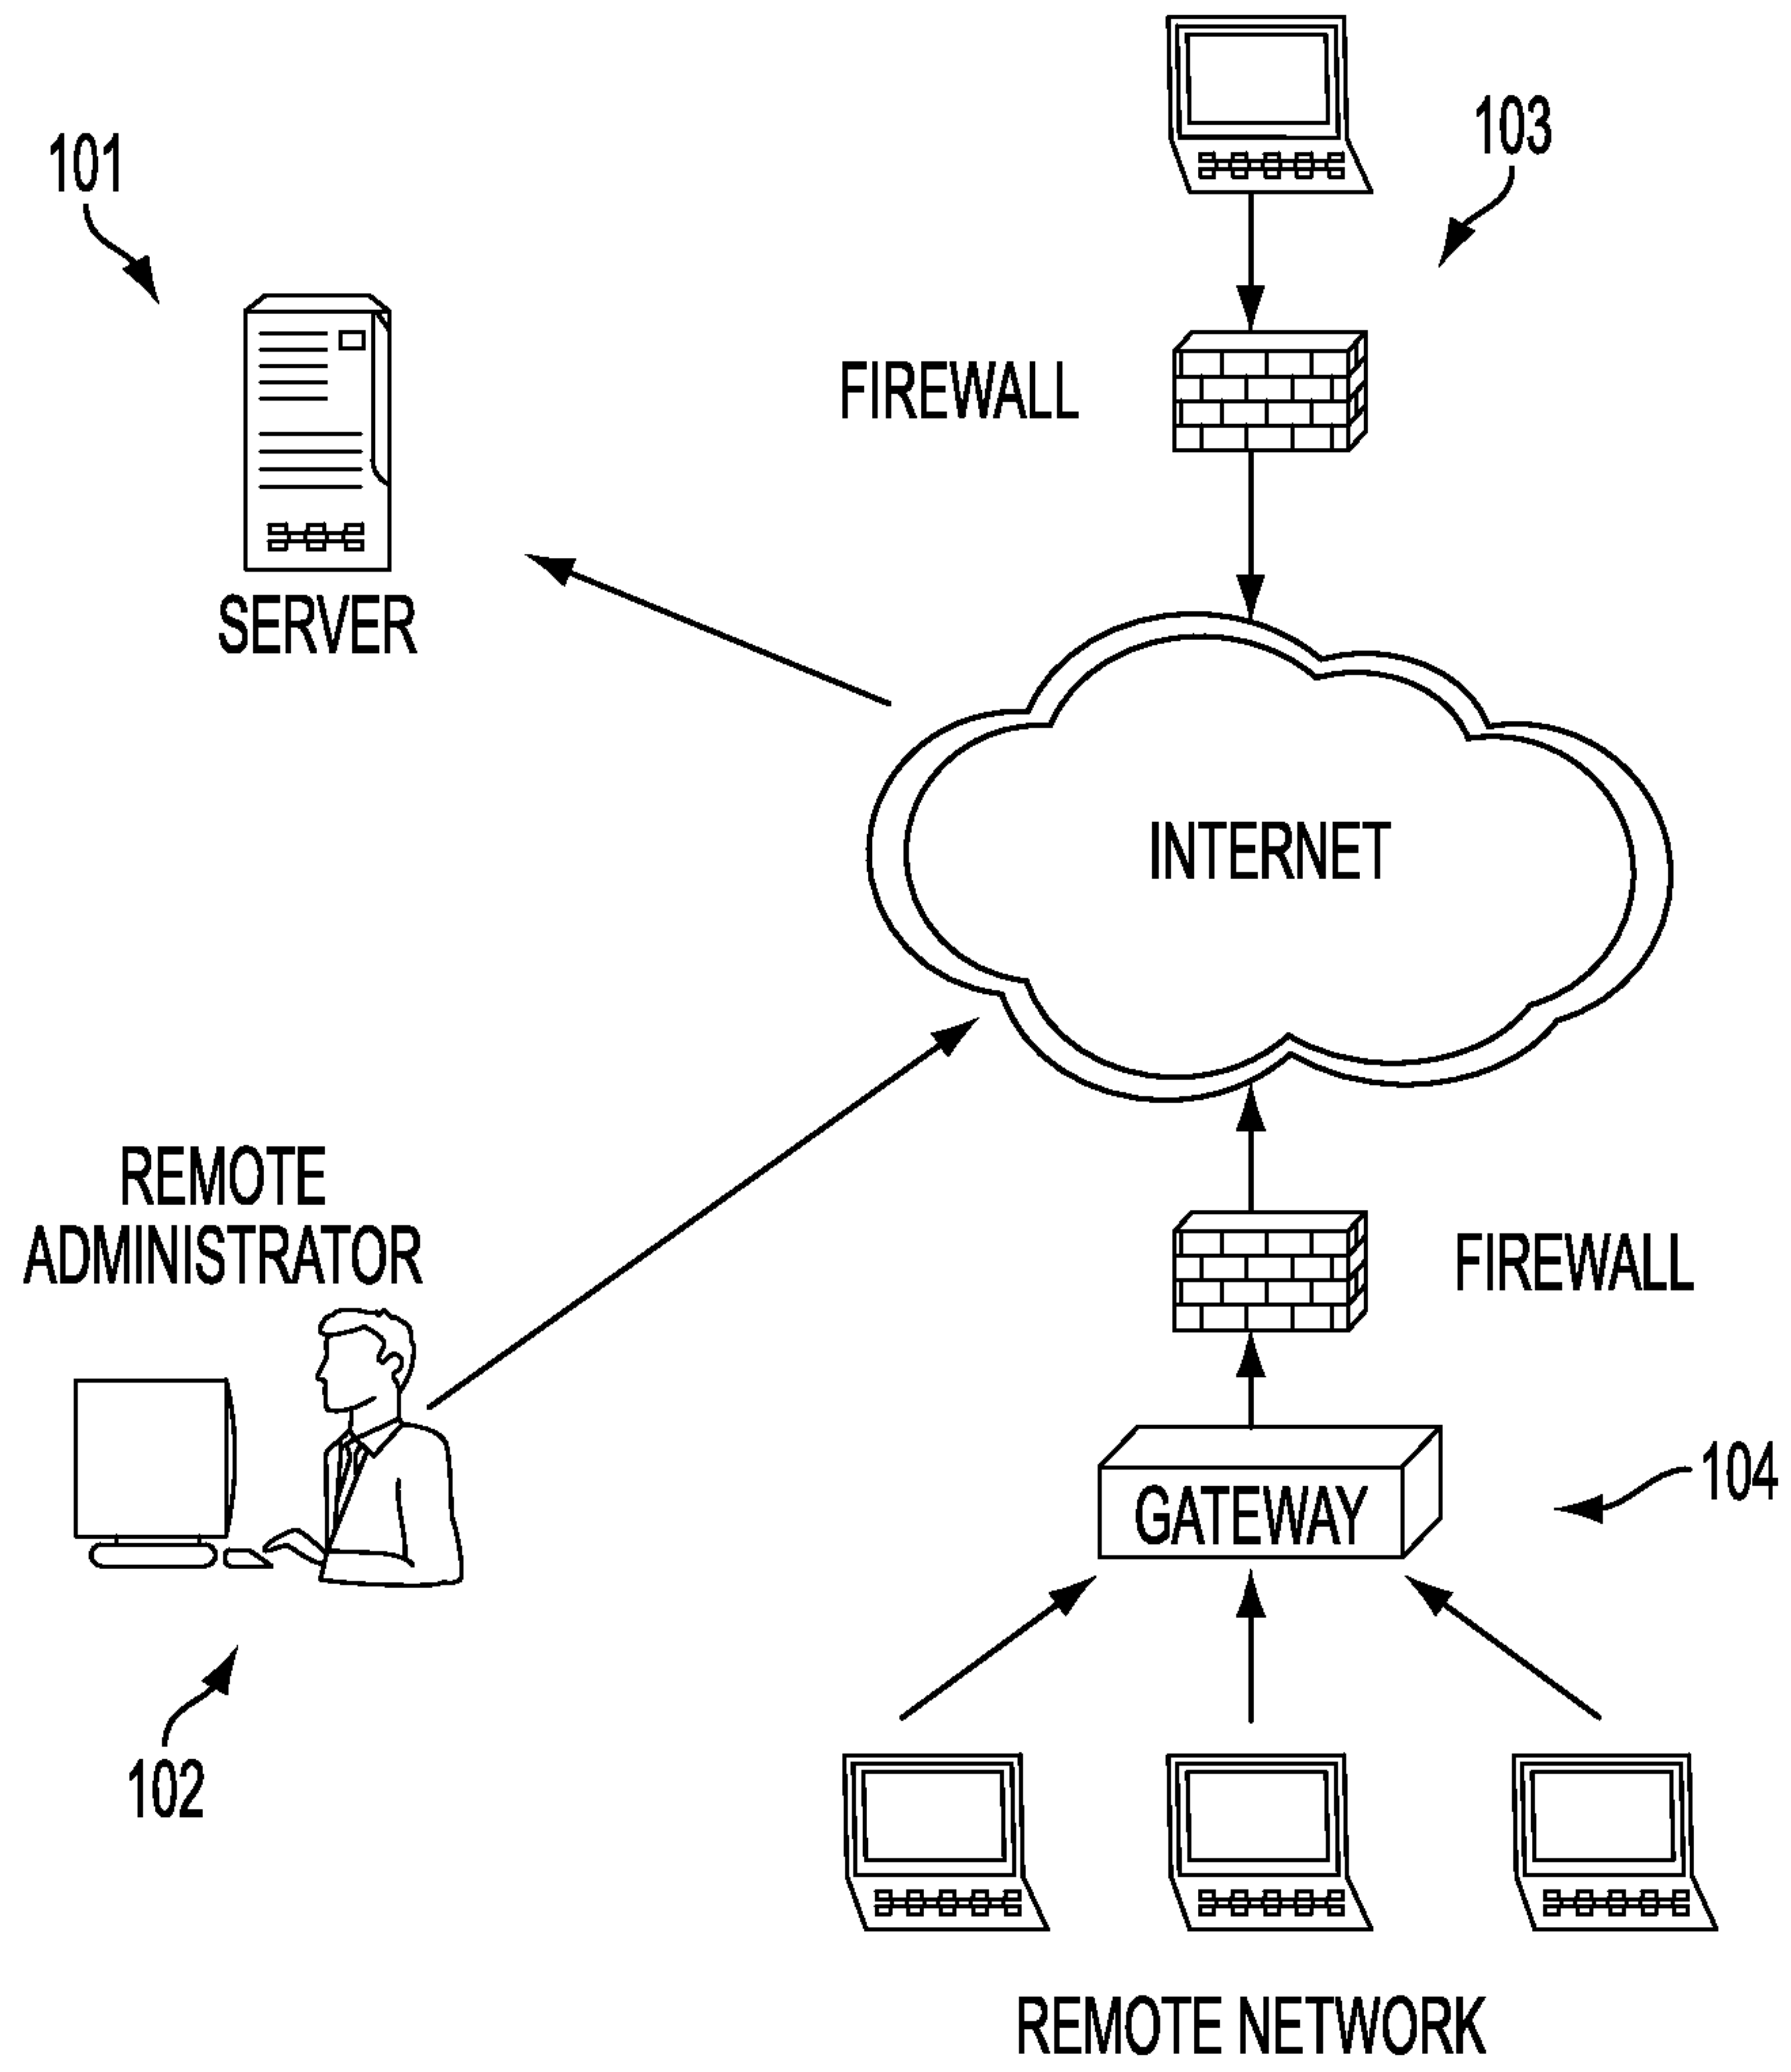 103
101
FIREWALL
SERVER
INTERNET
REMOTE
ADMINISTRATOR
FIREWALL
GATEWAY
104
102
REMOTE NETWORK